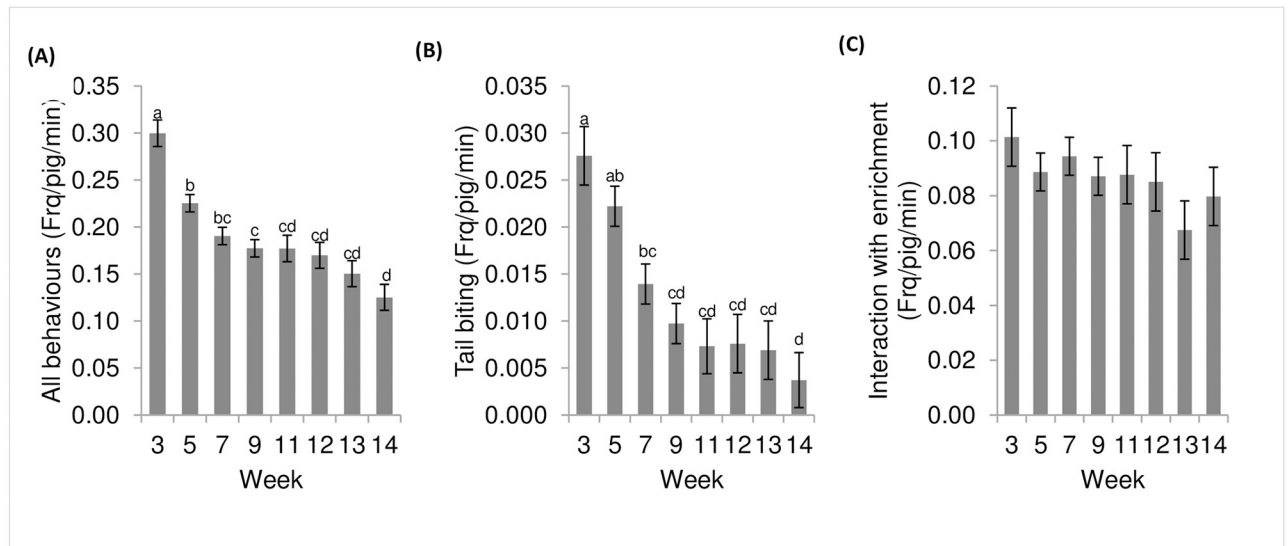 (A)
All behaviours (Frq/pig/min)
0.35
0.30
0.25
0.20
0.15
0.10
0.05
0.00
a
b
bc
c
cd
cd
cd
d
3 5 7 9 11 12 13 14
Week
(B)
Tail biting (Frq/pig/min)
0.035
0.030
0.025
0.020
0.015
0.010
0.005
0.000
a
ab
bc
cd
cd
cd
cd
d
3 5 7 9 11 12 13 14
Week
(C)
Interaction with enrichment
(Frq/pig/min)
0.12
0.10
0.08
0.06
0.04
0.02
0.00
3 5 7 9 11 12 13 14
Week